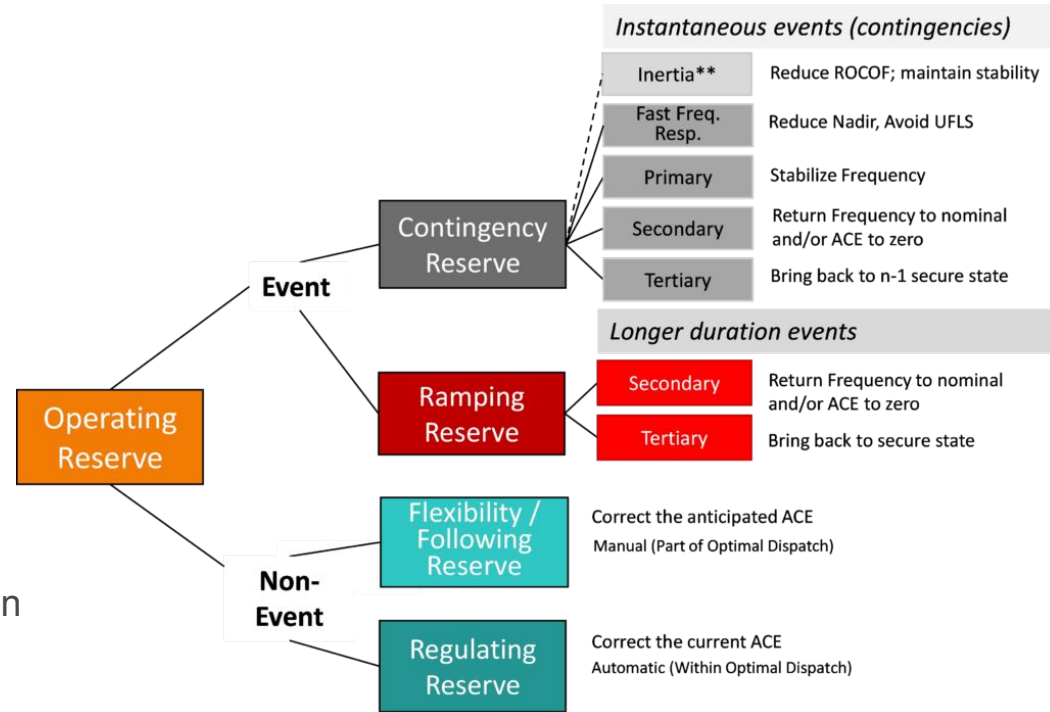 Instantaneous events (contingencies)
Inertia**
Reduce ROCOF; maintain stability
Fast Freq.
Resp.
Reduce Nadir, Avoid UFLS
Primary
Stabilize Frequency
Contingency
Reserve
Secondary
Return Frequency to nominal
and/or ACE to zero
Tertiary
Bring back to n-1 secure state
Event
Longer duration events
Ramping
Reserve
Secondary
Return Frequency to nominal
and/or ACE to zero
Tertiary
Bring back to secure state
Operating
Reserve
Flexibility /
Following
Reserve
Correct the anticipated ACE
Manual (Part of Optimal Dispatch)
Non-
Event
n
Regulating
Reserve
Correct the current ACE
Automatic (Within Optimal Dispatch)